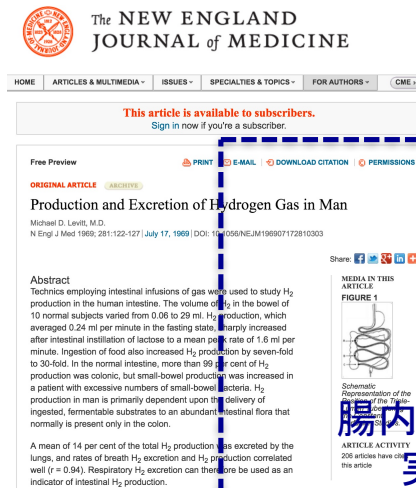 The NEW ENGLAND
JOURNAL of MEDICINE
HOME ARTICLES & MULTIMEDIA ISSUES SPECIALTIES & TOPICS FOR AUTHORS CME
This article is available to subscribers.
Sign in now if you're a subscriber.
Free Preview PRINT E-MAIL DOWNLOAD CITATION PERMISSIONS
ORIGINAL ARTICLE ARCHIVE
Production and Excretion of Hydrogen Gas in Man
Michael D. Levitt, M.D.
N Engl J Med 1969; 281:122-127 July 17, 1969 DOI: 10.1056/NEJM196907172810303
Share:
Abstract
Technics employing intestinal infusions of gas were used to study H2
production in the human intestine. The volume of H2 in the bowel of
10 normal subjects varied from 0.06 to 29 ml. H2 production, which
averaged 0.24 ml per minute in the fasting state, sharply increased
after intestinal instillation of lactose to a mean peak rate of 1.6 ml per
minute. Ingestion of food also increased H2 production by seven-fold
to 30-fold. In the normal intestine, more than 99 per cent of H2
production was colonic, but small-bowel production was increased in
a patient with excessive numbers of small-bowel bacteria. H2
production in man is primarily dependent upon the delivery of
ingested, fermentable substrates to an abundant intestinal flora that
normally is present only in the colon.
A mean of 14 per cent of the total H2 production was excreted by the
lungs, and rates of breath H2 excretion and H2 production correlated
well (r = 0.94). Respiratory H2 excretion can therefore be used as an
indicator of intestinal H2 production.
MEDIA IN THIS
ARTICLE
FIGURE 1
Schematic
Representation of the
Position of the Triple-
腸内
ARTICLE ACTIVITY
206 articles have cited
this article